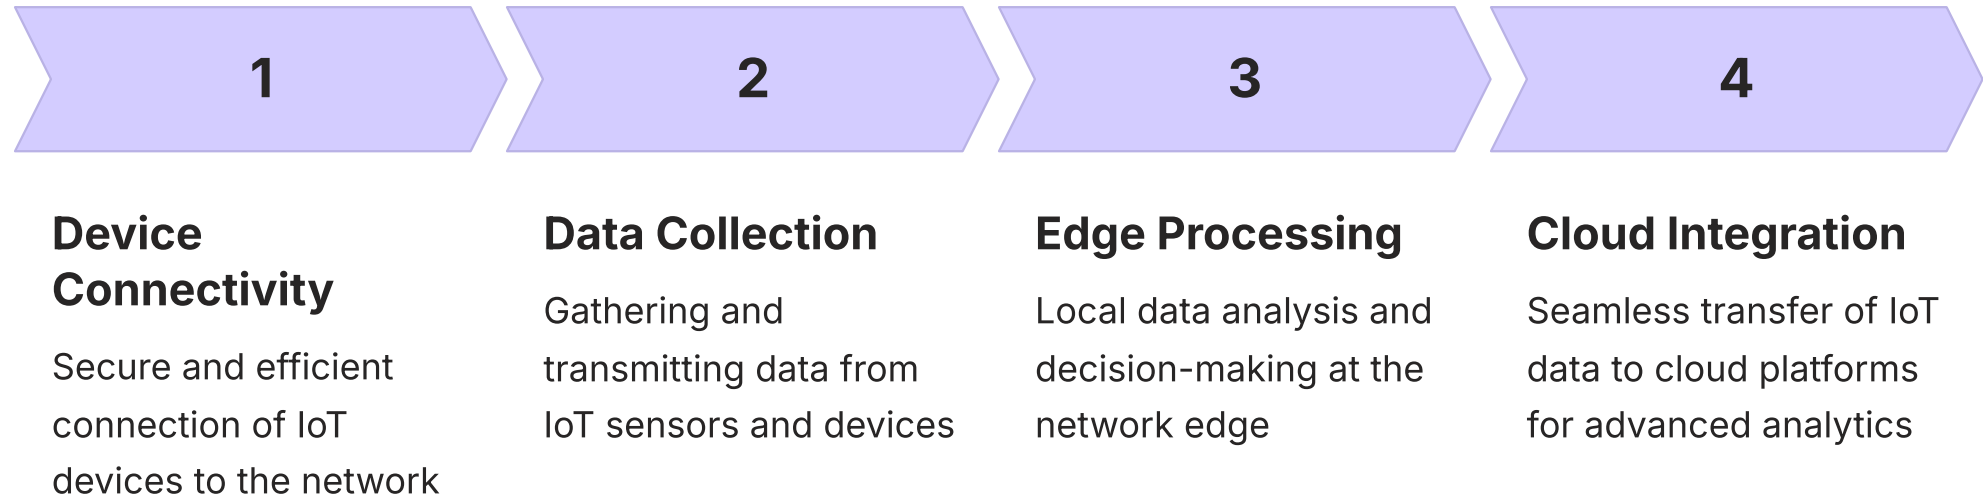 1
2
3
4
Device
Connectivity
Secure and efficient
connection of IoT
devices to the network
Data Collection
Gathering and
transmitting data from
IoT sensors and devices
Edge Processing
Local data analysis and
decision-making at the
network edge
Cloud Integration
Seamless transfer of IoT
data to cloud platforms
for advanced analytics